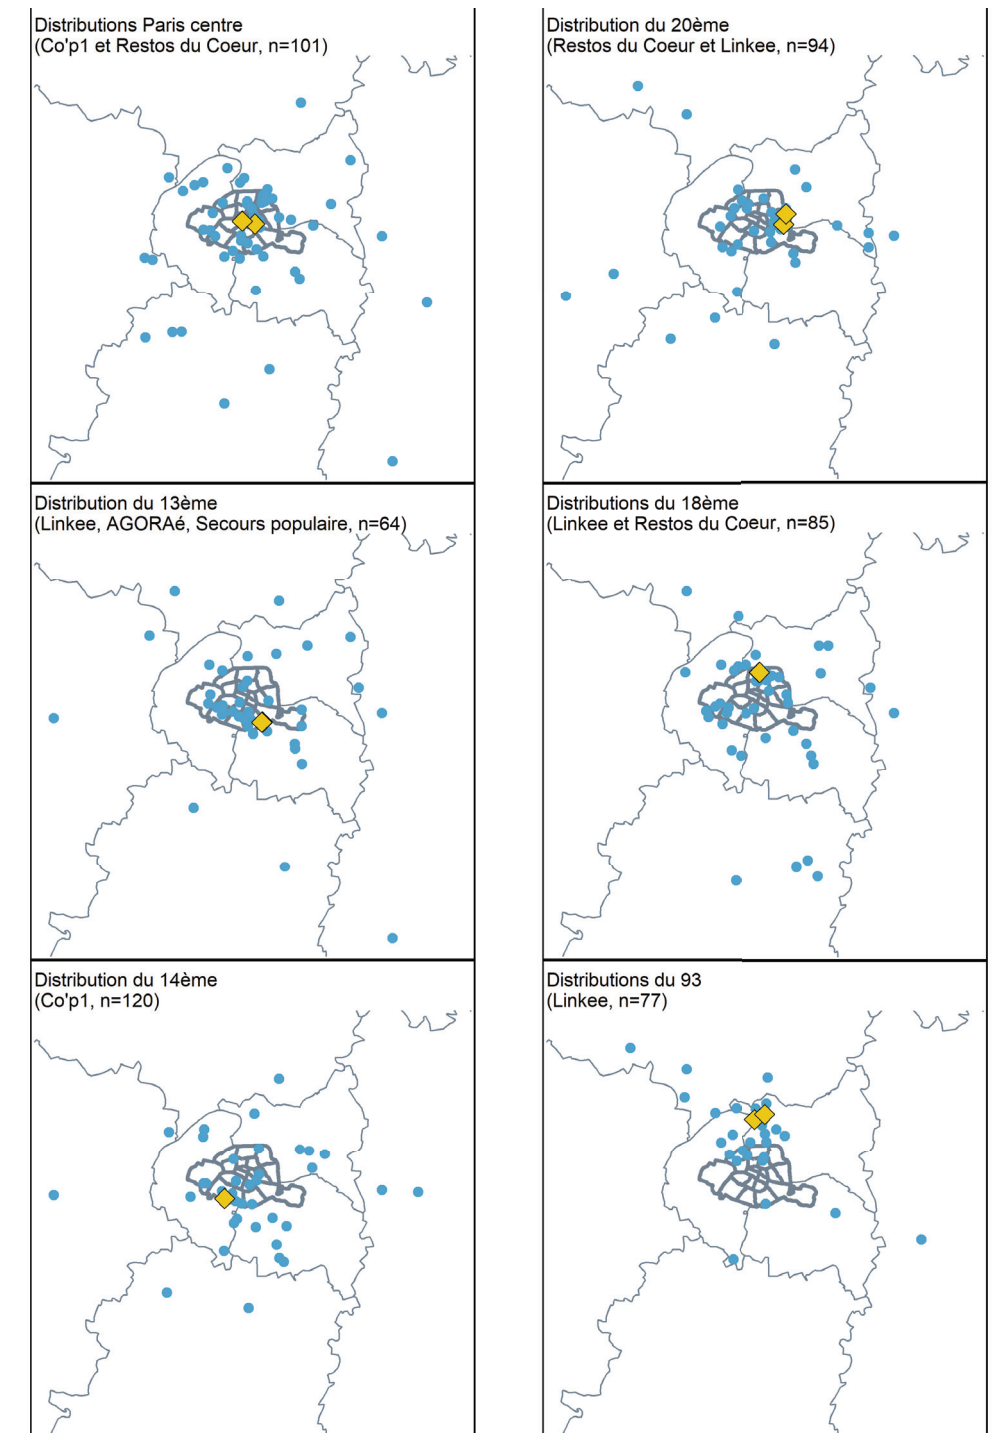 Distributions Paris centre
(Co'p1 et Restos du Coeur, n=101)
Distribution du 20ème
(Restos du Coeur et Linkee, n=94)
Distribution du 13ème
(Linkee, AGORAé, Secours populaire, n=64)
Distributions du 18ème
(Linkee et Restos du Coeur, n=85)
Distribution du 14ème
(Co'p1, n=120)
Distributions du 93
(Linkee, n=77)